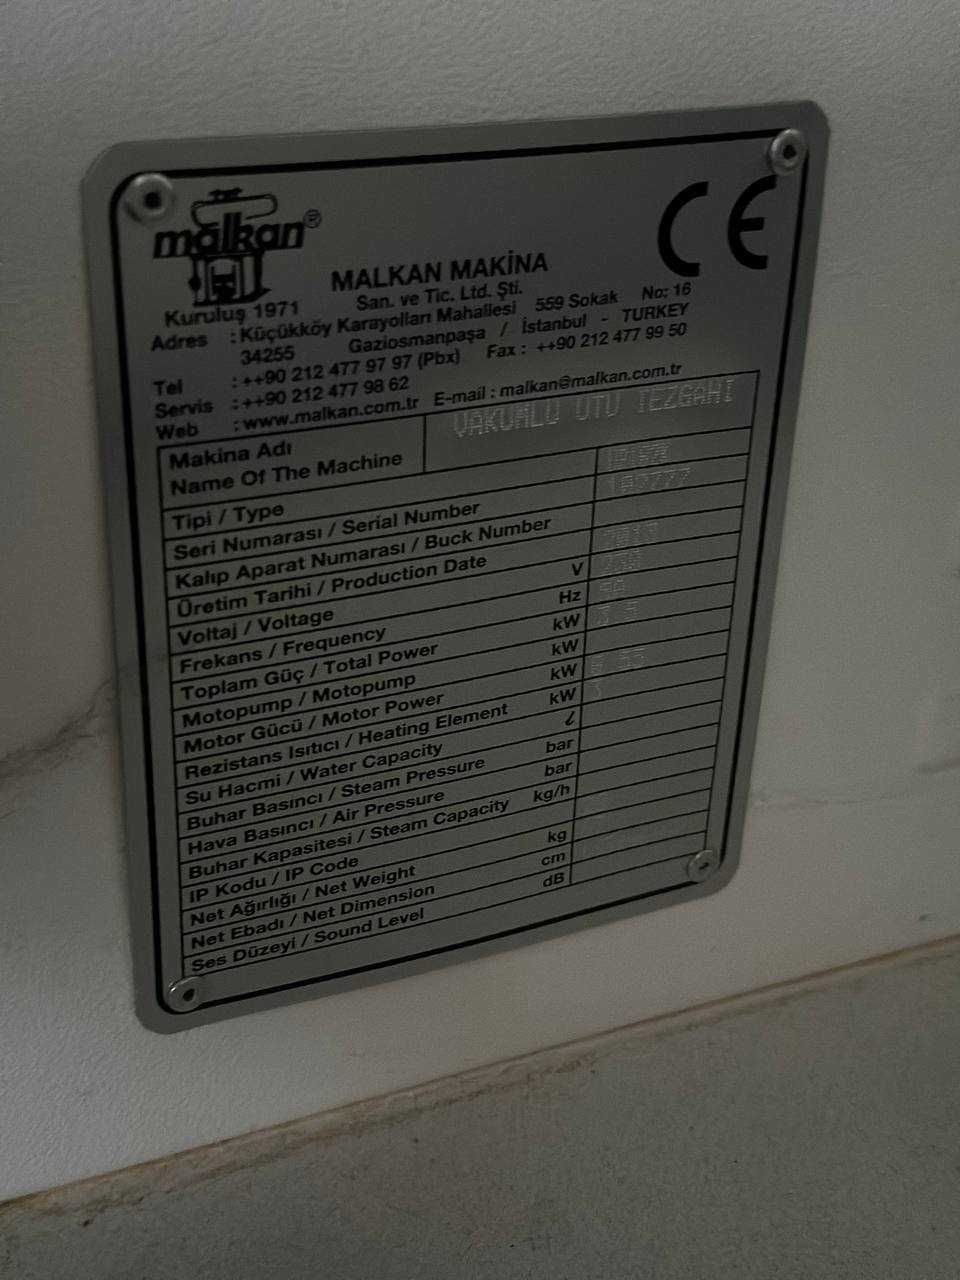 malkan®
Kuruluş 1971
CE
MALKAN MAKİNA
San. ve Tic. Ltd. Şti.
Adres : Küçükköy Karayolları Mahallesi 559 Sokak No: 16
34255 Gaziosmanpaşa / İstanbul - TURKEY
Tel : ++90 212 477 97 97 (Pbx) Fax : ++90 212 477 99 50
Servis : ++90 212 477 98 62
Web : www.malkan.com.tr E-mail : malkan@malkan.com.tr
Makina Adı
Name Of The Machine
VAKUMLU UTU TEZGAHI
Tipi / Type
Seri Numarası / Serial Number
Kalıp Aparat Numarası / Buck Number
Üretim Tarihi / Production Date
Voltaj / Voltage V
Frekans / Frequency Hz
Toplam Güç / Total Power kW
Motopump / Motopump kW
Motor Gücü / Motor Power kW
Rezistans Isıtıcı / Heating Element kW
Su Hacmi / Water Capacity ℓ
Buhar Basıncı / Steam Pressure bar
Hava Basıncı / Air Pressure bar
Buhar Kapasitesi / Steam Capacity kg/h
IP Kodu / IP Code
Net Ağırlığı / Net Weight kg
Net Ebadı / Net Dimension cm
Ses Düzeyi / Sound Level dB